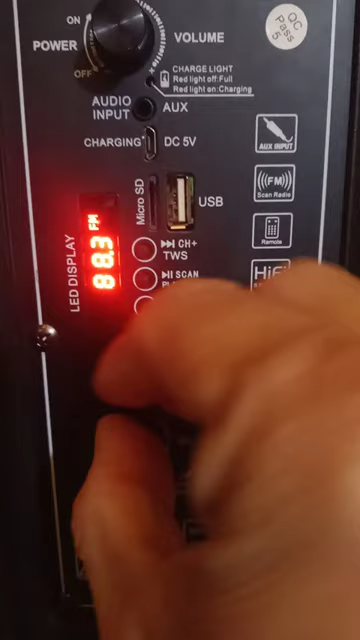 ON
POWER
VOLUME
OFF
QC
Pass
5
CHARGE LIGHT
Red light off:Full
Red light on:Charging
AUDIO
INPUT
AUX
CHARGING
DC 5V
AUX INPUT
Micro SD
USB
(FM)
Scan Radio
LED DISPLAY
88.3 FM
CH+
TWS
Remote
SCAN
HiFi